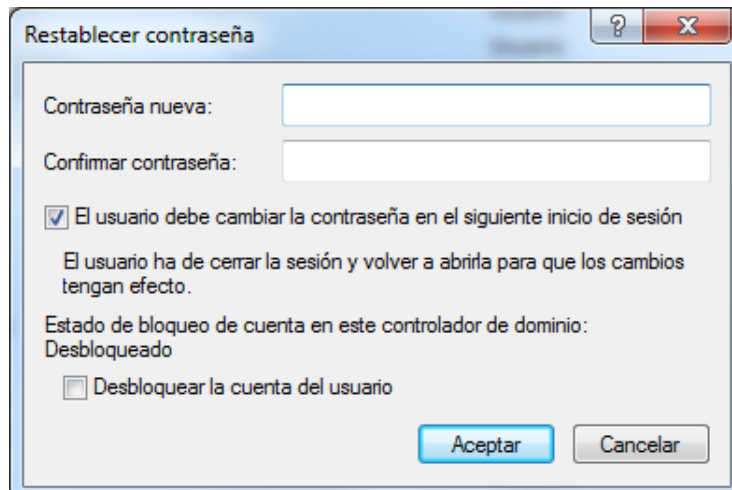 Restablecer contraseña
Contraseña nueva:
Confirmar contraseña:
El usuario debe cambiar la contraseña en el siguiente inicio de sesión
El usuario ha de cerrar la sesión y volver a abrirla para que los cambios
tengan efecto.
Estado de bloqueo de cuenta en este controlador de dominio:
Desbloqueado
Desbloquear la cuenta del usuario
Aceptar Cancelar